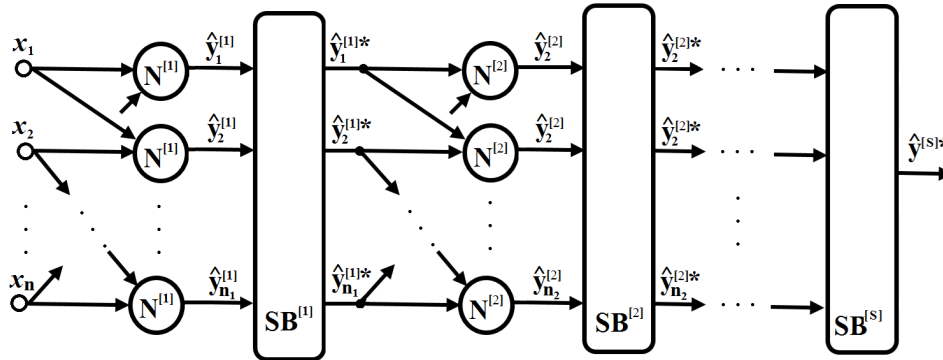 x₁ N^[1] ŷ₁^[1] ŷ₁^[1]* N^[2] ŷ₂^[2] ŷ₂^[2]* . . .
x₂ N^[1] ŷ₂^[1] ŷ₂^[1]* N^[2] ŷ₂^[2] ŷ₂^[2]* . . . ŷ^[S]*
xₙ N^[1] ŷₙ₁^[1] ŷₙ₁^[1]* N^[2] ŷₙ₂^[2] ŷₙ₂^[2]* . . .
SB^[1] SB^[2] SB^[S]